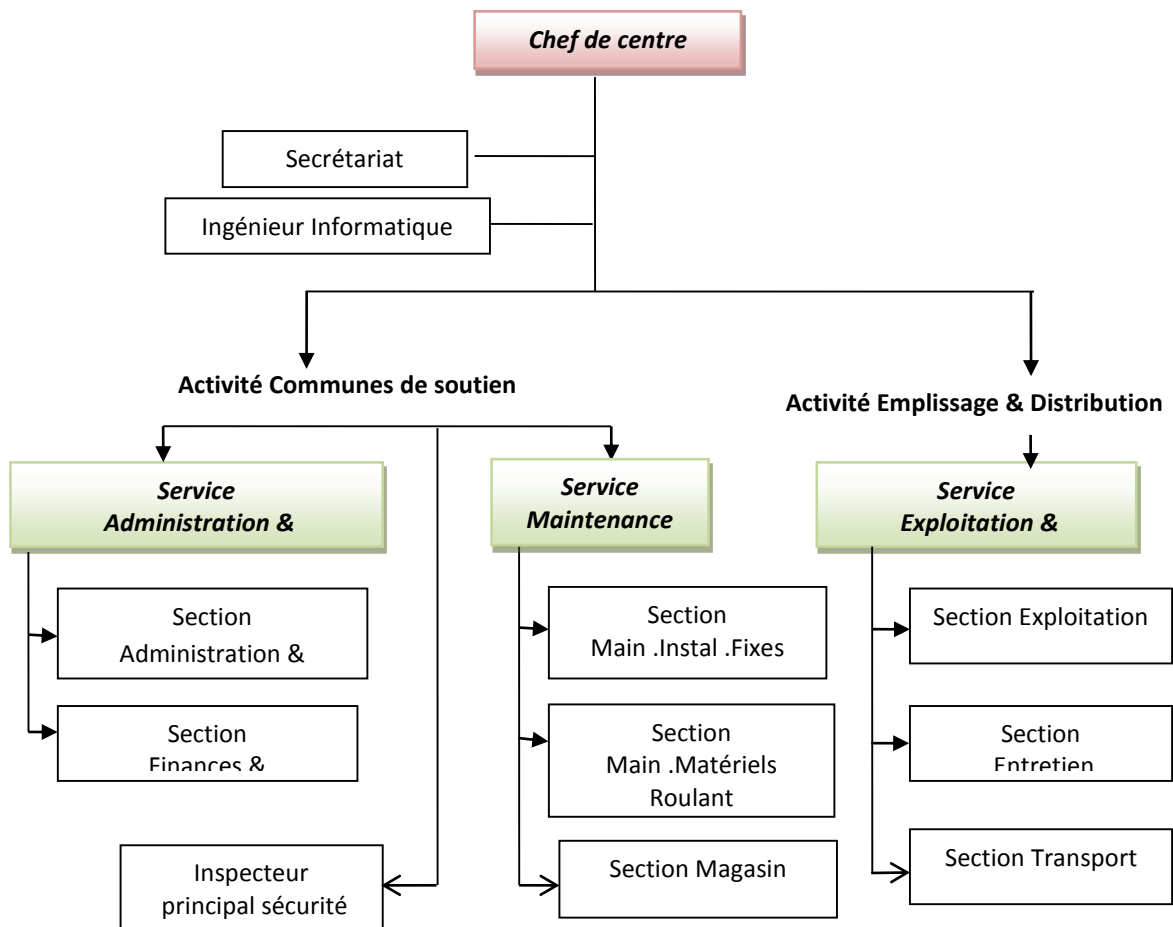 Chef de centre
Secrétariat
Ingénieur Informatique
Activité Communes de soutien
Activité Emplissage & Distribution
Service
Administration &
Service
Maintenance
Service
Exploitation &
Section
Administration &
Section
Finances &
Section
Main .Instal .Fixes
Section
Main .Matériels
Roulant
Section Magasin
Section Exploitation
Section
Entretien
Section Transport
Inspecteur
principal sécurité